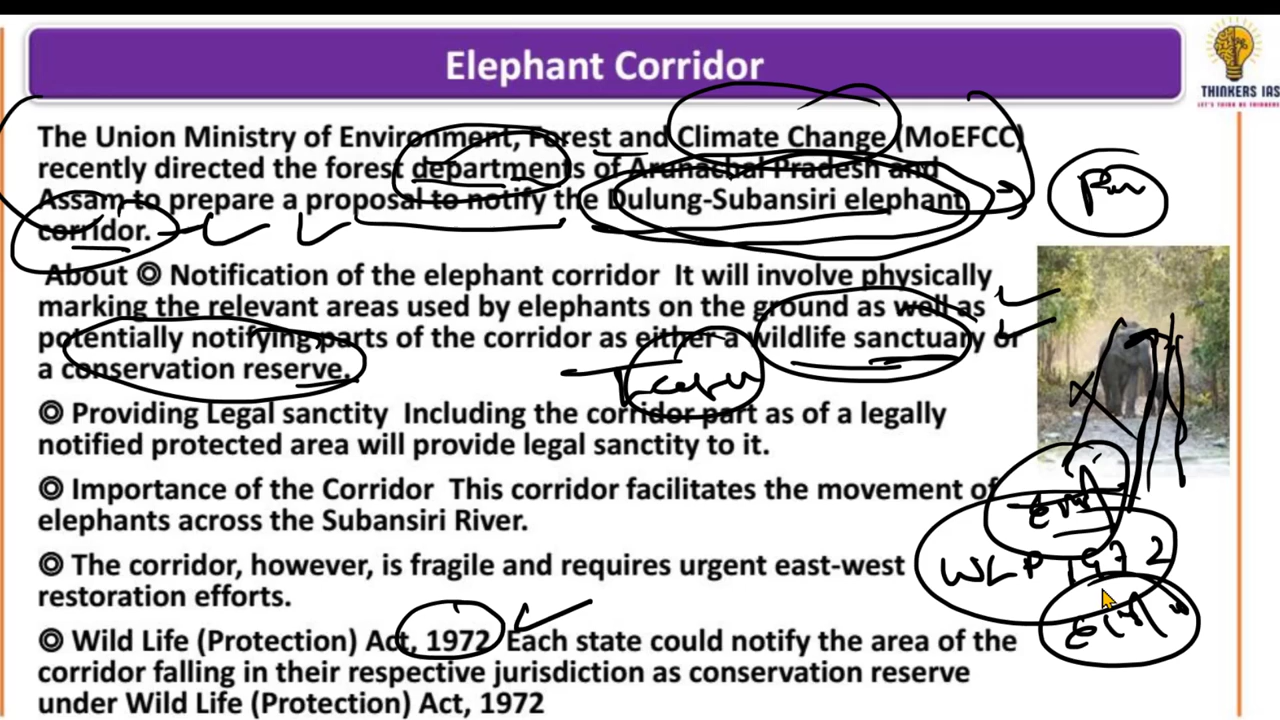 Elephant Corridor
THINKERS IAS
LET'S THINK BE THINKERS
The Union Ministry of Environment, Forest and Climate Change (MoEFCC)
recently directed the forest departments of Arunachal Pradesh and
Assam to prepare a proposal to notify the Dulung-Subansiri elephant
corridor.
About ◎ Notification of the elephant corridor It will involve physically
marking the relevant areas used by elephants on the ground as well as
potentially notifying parts of the corridor as either a wildlife sanctuary or
a conservation reserve.
◎ Providing Legal sanctity Including the corridor part as of a legally
notified protected area will provide legal sanctity to it.
◎ Importance of the Corridor This corridor facilitates the movement of
elephants across the Subansiri River.
WLP 1972
◎ The corridor, however, is fragile and requires urgent east-west
restoration efforts.
◎ Wild Life (Protection) Act, 1972 Each state could notify the area of the
corridor falling in their respective jurisdiction as conservation reserve
under Wild Life (Protection) Act, 1972